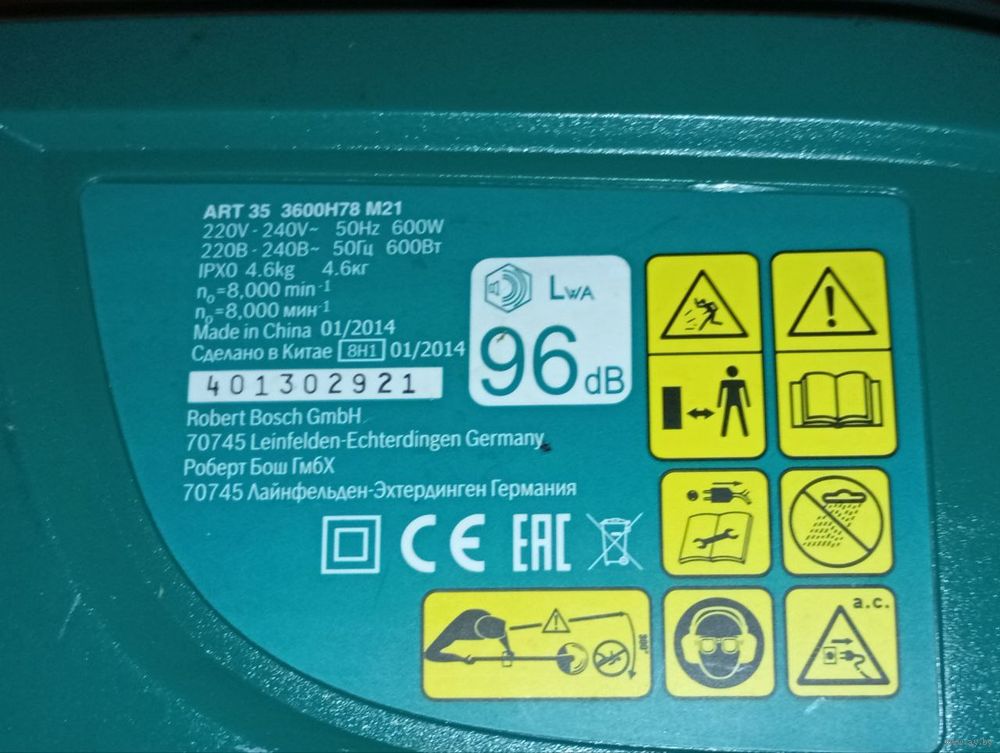 ART 35 3600H78 M21
220V - 240V~ 50Hz 600W
220В - 240В~ 50Гц 600Вт
IPX0 4.6kg 4.6кг
n₀=8,000 min⁻¹
n₀=8,000 мин⁻¹
Made in China 01/2014
Сделано в Китае 8H1 01/2014
401302921
Robert Bosch GmbH
70745 Leinfelden-Echterdingen Germany
Роберт Бош ГмбХ
70745 Лайнфельден-Эхтердинген Германия
LWA
96 dB
CE EAC
360°
a.c.